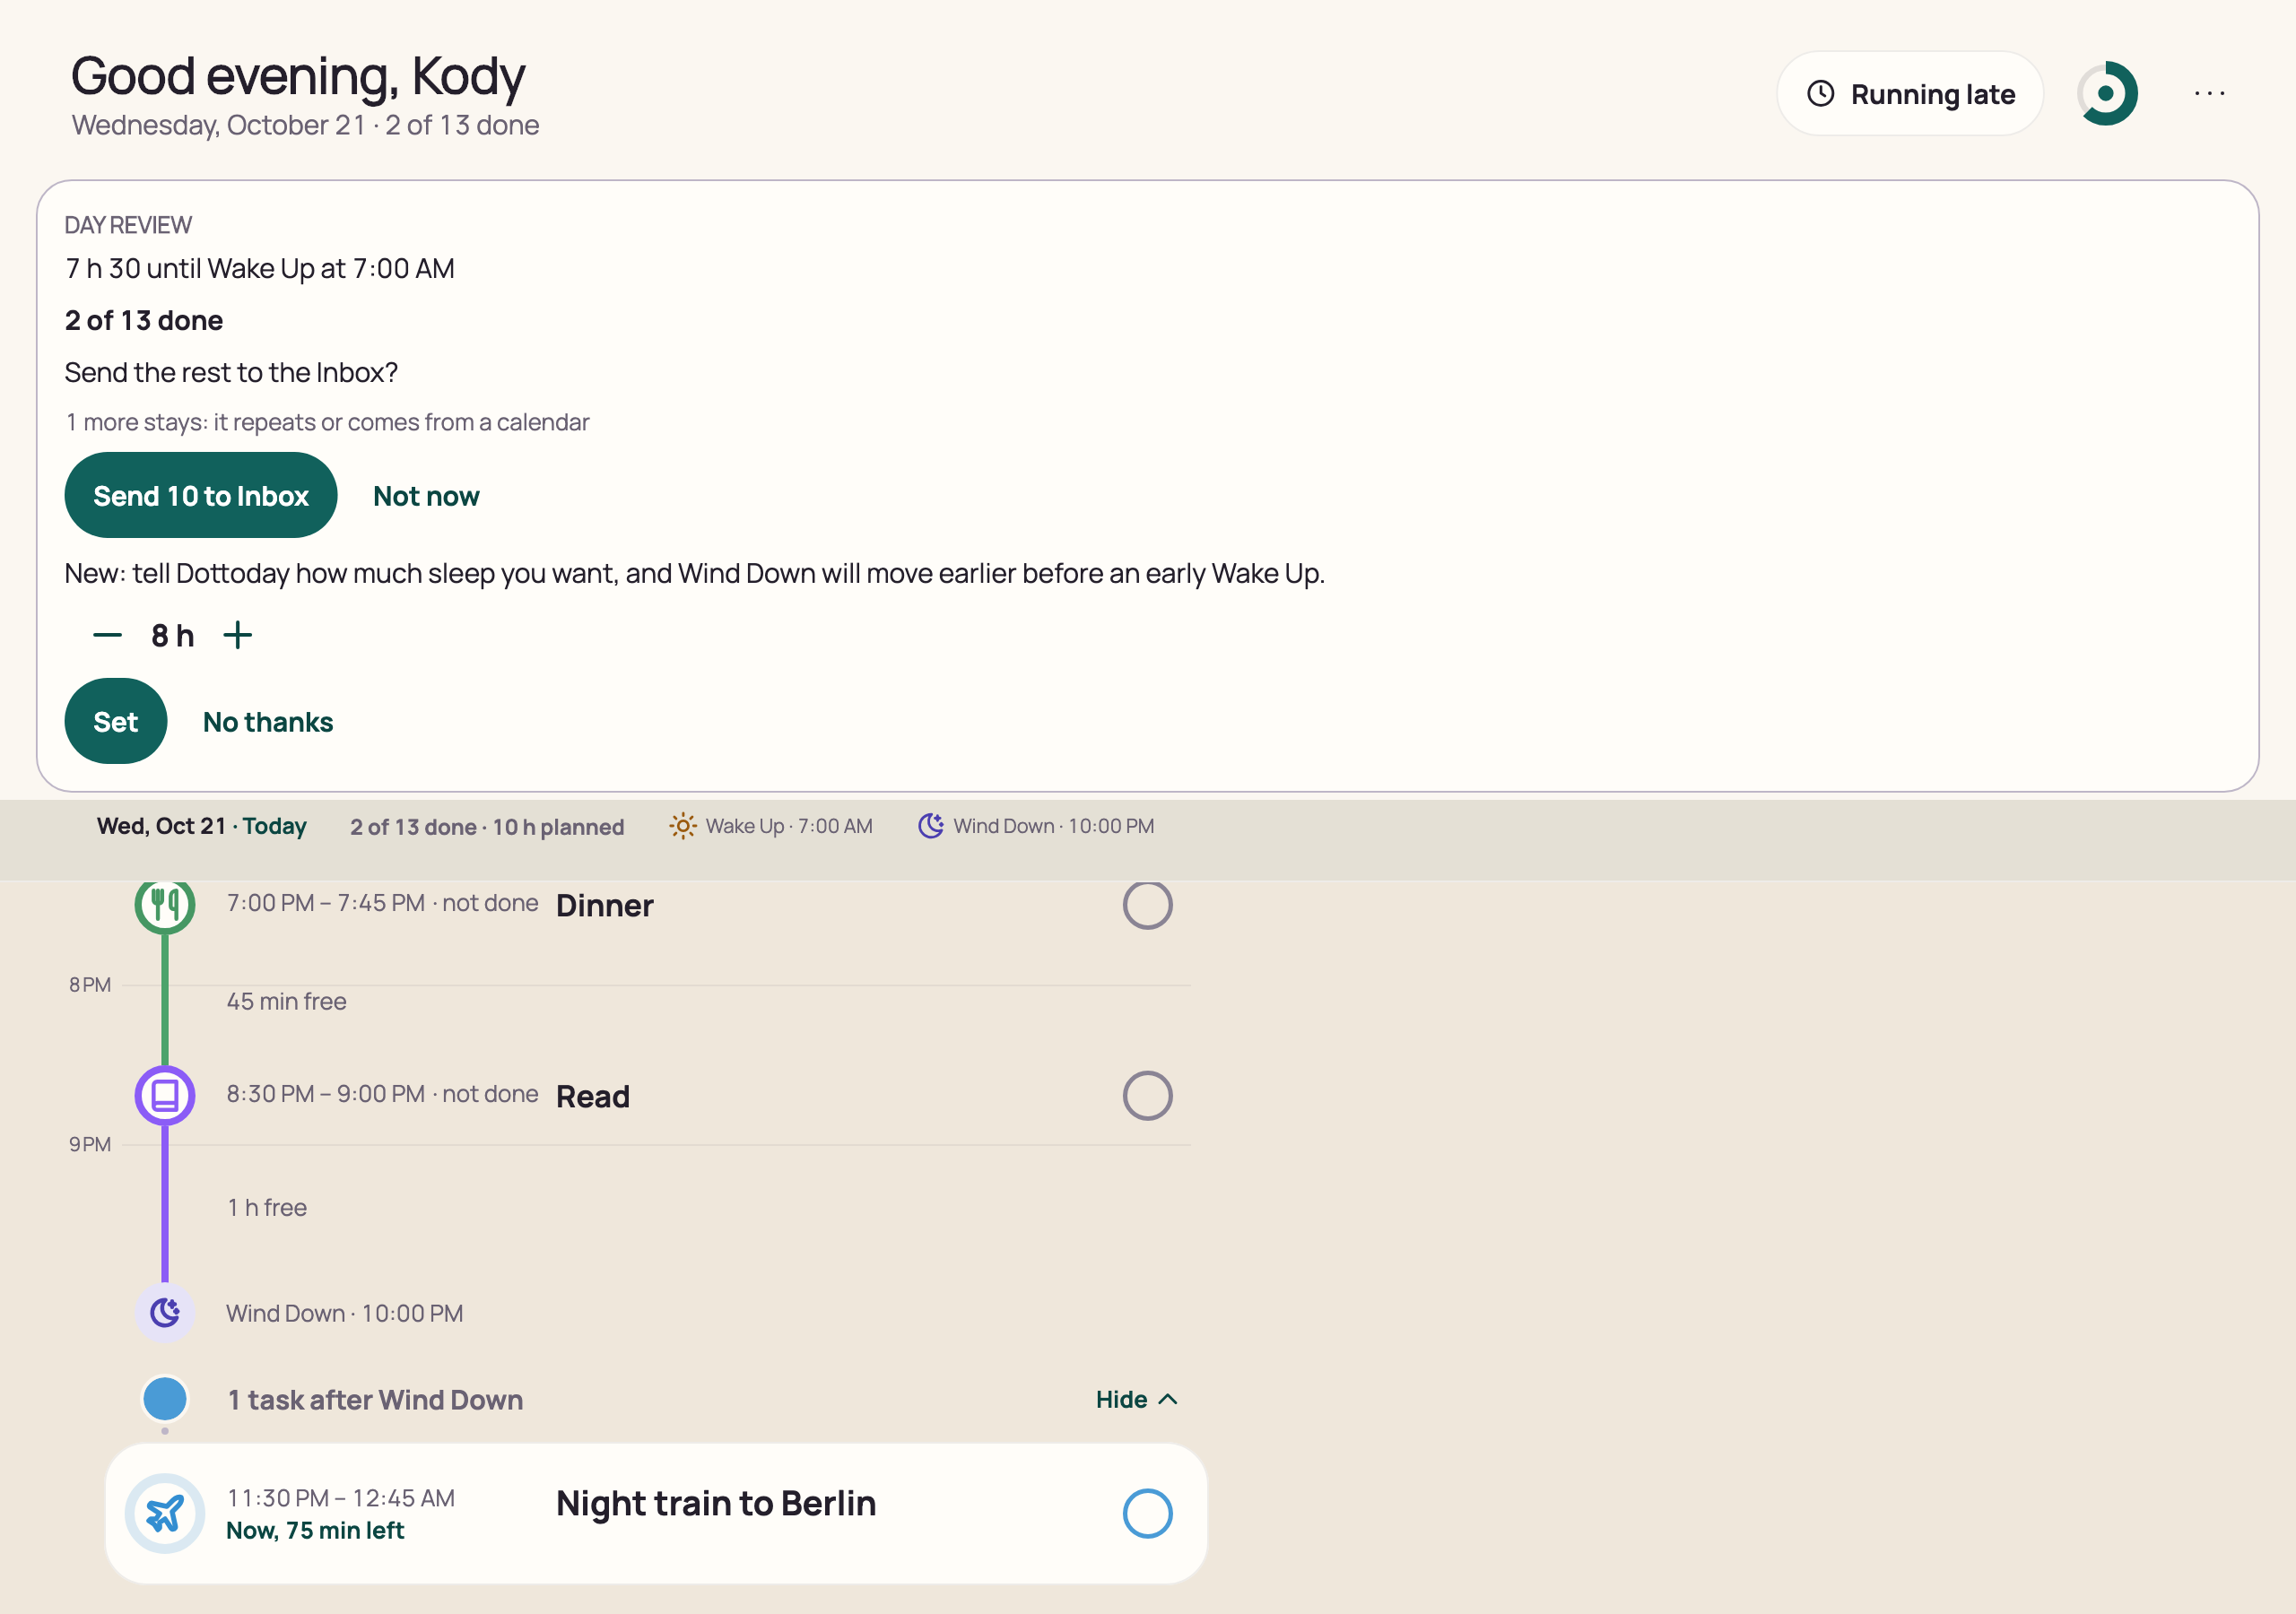 Good evening, Kody
Wednesday, October 21 · 2 of 13 done
Running late
DAY REVIEW
7 h 30 until Wake Up at 7:00 AM
2 of 13 done
Send the rest to the Inbox?
1 more stays: it repeats or comes from a calendar
Send 10 to Inbox
Not now
New: tell Dottoday how much sleep you want, and Wind Down will move earlier before an early Wake Up.
8 h
Set
No thanks
Wed, Oct 21 · Today
2 of 13 done · 10 h planned
Wake Up · 7:00 AM
Wind Down · 10:00 PM
7:00 PM – 7:45 PM · not done
Dinner
8 PM
45 min free
8:30 PM – 9:00 PM · not done
Read
9 PM
1 h free
Wind Down · 10:00 PM
1 task after Wind Down
Hide
11:30 PM – 12:45 AM
Night train to Berlin
Now, 75 min left